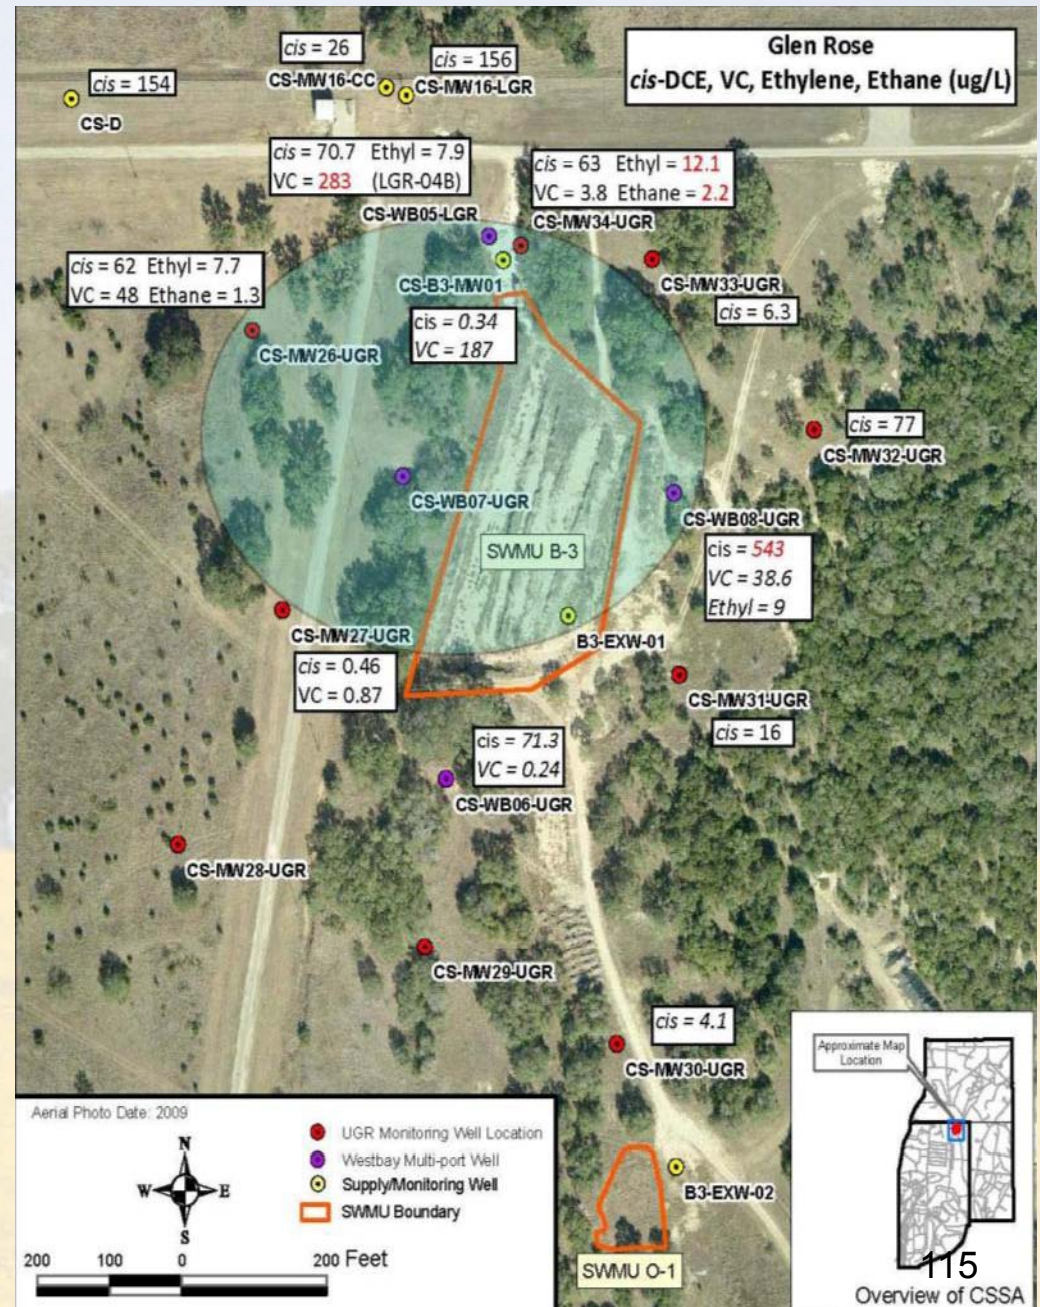 Glen Rose
cis-DCE, VC, Ethylene, Ethane (ug/L)
cis = 26
CS-MW16-CC
cis = 156
CS-MW16-LGR
cis = 154
CS-D
cis = 70.7 Ethyl = 7.9
VC = 283 (LGR-04B)
CS-WB05-LGR
cis = 63 Ethyl = 12.1
VC = 3.8 Ethane = 2.2
CS-MW34-UGR
cis = 62 Ethyl = 7.7
VC = 48 Ethane = 1.3
CS-MW26-UGR
CS-B3-MW01
cis = 0.34
VC = 187
CS-MW33-UGR
cis = 6.3
cis = 77
CS-MW32-UGR
CS-WB07-UGR
CS-WB08-UGR
cis = 543
VC = 38.6
Ethyl = 9
SWMU B-3
CS-MW27-UGR
cis = 0.46
VC = 0.87
B3-EXW-01
CS-MW31-UGR
cis = 16
cis = 71.3
VC = 0.24
CS-WB06-UGR
CS-MW28-UGR
CS-MW29-UGR
cis = 4.1
CS-MW30-UGR
B3-EXW-02
SWMU O-1
Aerial Photo Date: 2009
N
W E
S
200 100 0 200 Feet
UGR Monitoring Well Location
Westbay Multi-port Well
Supply/Monitoring Well
SWMU Boundary
Approximate Map
Location
115
Overview of CSSA